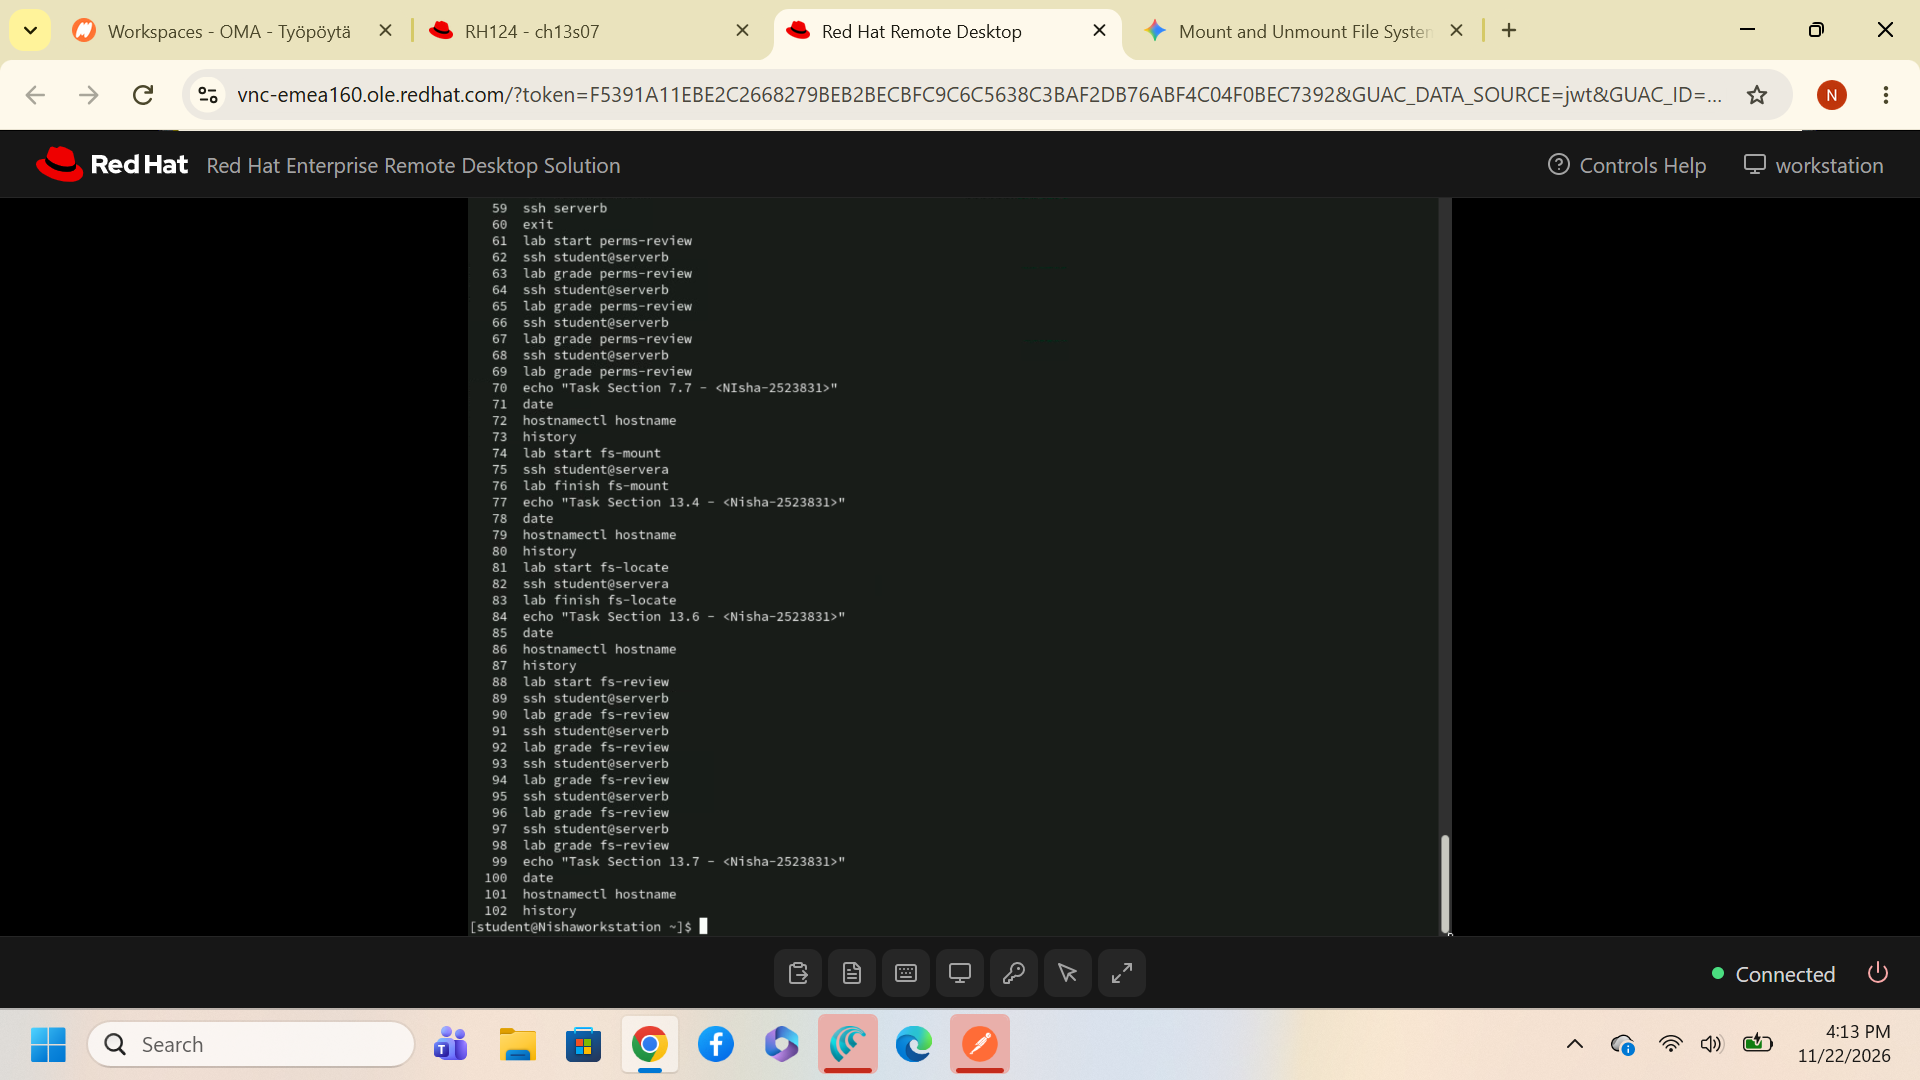 Workspaces - OMA - Työpöytä
RH124 - ch13s07
Red Hat Remote Desktop
Mount and Unmount File System
vnc-emea160.ole.redhat.com/?token=F5391A11EBE2C2668279BEB2BECBFC9C6C5638C3BAF2DB76ABF4C04F0BEC7392&GUAC_DATA_SOURCE=jwt&GUAC_ID=...
N
Red Hat
Red Hat Enterprise Remote Desktop Solution
Controls Help
workstation
59 ssh serverb
60 exit
61 lab start perms-review
62 ssh student@serverb
63 lab grade perms-review
64 ssh student@serverb
65 lab grade perms-review
66 ssh student@serverb
67 lab grade perms-review
68 ssh student@serverb
69 lab grade perms-review
70 echo "Task Section 7.7 - <NIsha-2523831>"
71 date
72 hostnamectl hostname
73 history
74 lab start fs-mount
75 ssh student@servera
76 lab finish fs-mount
77 echo "Task Section 13.4 - <Nisha-2523831>"
78 date
79 hostnamectl hostname
80 history
81 lab start fs-locate
82 ssh student@servera
83 lab finish fs-locate
84 echo "Task Section 13.6 - <Nisha-2523831>"
85 date
86 hostnamectl hostname
87 history
88 lab start fs-review
89 ssh student@serverb
90 lab grade fs-review
91 ssh student@serverb
92 lab grade fs-review
93 ssh student@serverb
94 lab grade fs-review
95 ssh student@serverb
96 lab grade fs-review
97 ssh student@serverb
98 lab grade fs-review
99 echo "Task Section 13.7 - <Nisha-2523831>"
100 date
101 hostnamectl hostname
102 history
[student@Nishaworkstation ~]$
Connected
Search
4:13 PM
11/22/2026